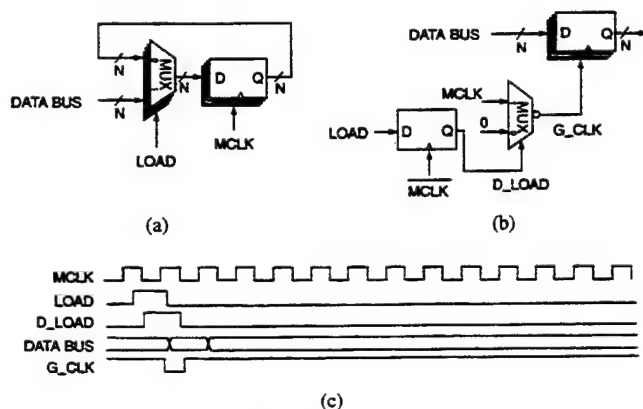 N
MUX
N
D
Q
N
DATA BUS
N
LOAD
MCLK
(a)
DATA BUS
N
D
Q
N
MCLK
MUX
0
G_CLK
LOAD
D
Q
MCLK
D_LOAD
(b)
MCLK
LOAD
D_LOAD
DATA BUS
G_CLK
(c)